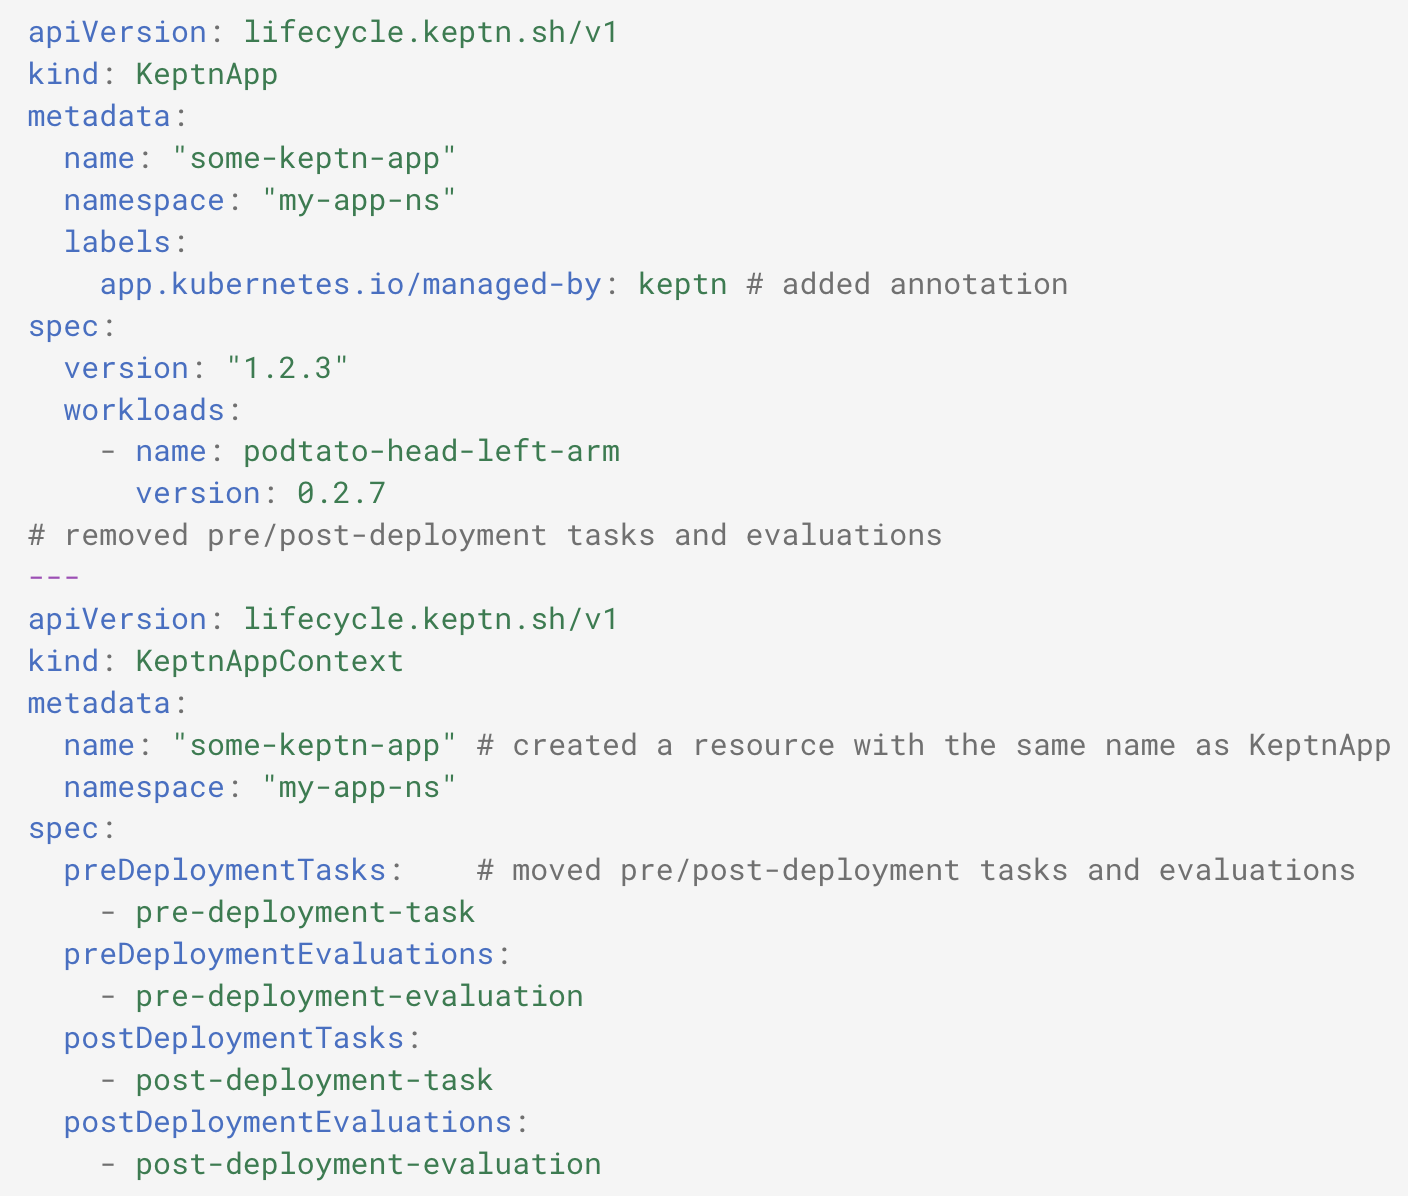 apiVersion: lifecycle.keptn.sh/v1
kind: KeptnApp
metadata:
  name: "some-keptn-app"
  namespace: "my-app-ns"
  labels:
    app.kubernetes.io/managed-by: keptn # added annotation
spec:
  version: "1.2.3"
  workloads:
    - name: podtato-head-left-arm
      version: 0.2.7
# removed pre/post-deployment tasks and evaluations
---
apiVersion: lifecycle.keptn.sh/v1
kind: KeptnAppContext
metadata:
  name: "some-keptn-app" # created a resource with the same name as KeptnApp
  namespace: "my-app-ns"
spec:
  preDeploymentTasks:    # moved pre/post-deployment tasks and evaluations
    - pre-deployment-task
  preDeploymentEvaluations:
    - pre-deployment-evaluation
  postDeploymentTasks:
    - post-deployment-task
  postDeploymentEvaluations:
    - post-deployment-evaluation